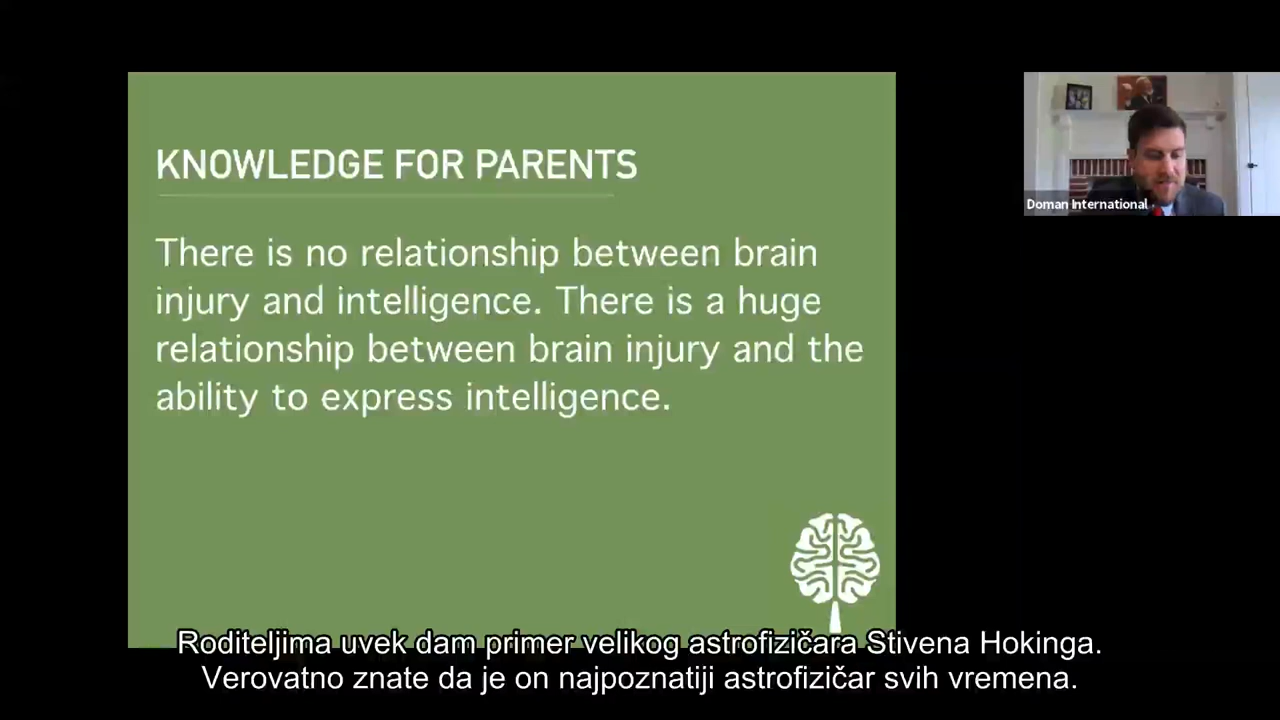 KNOWLEDGE FOR PARENTS
There is no relationship between brain
injury and intelligence. There is a huge
relationship between brain injury and the
ability to express intelligence.
Doman International
Roditeljima uvek dam primer velikog astrofizičara Stivena Hokinga.
Verovatno znate da je on najpoznatiji astrofizičar svih vremena.